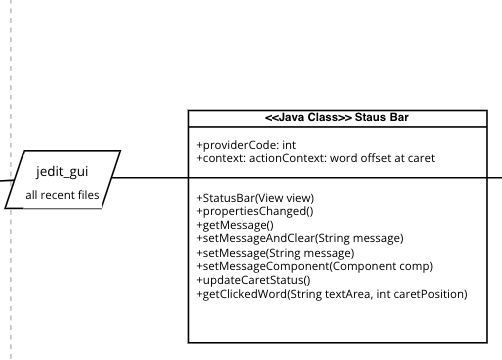 <<Java Class>> Staus Bar
+providerCode: int
+context: actionContext: word offset at caret
jedit_gui
all recent files
+StatusBar(View view)
+propertiesChanged()
+getMessage()
+setMessageAndClear(String message)
+setMessage(String message)
+setMessageComponent(Component comp)
+updateCaretStatus()
+getClickedWord(String textArea, int caretPosition)